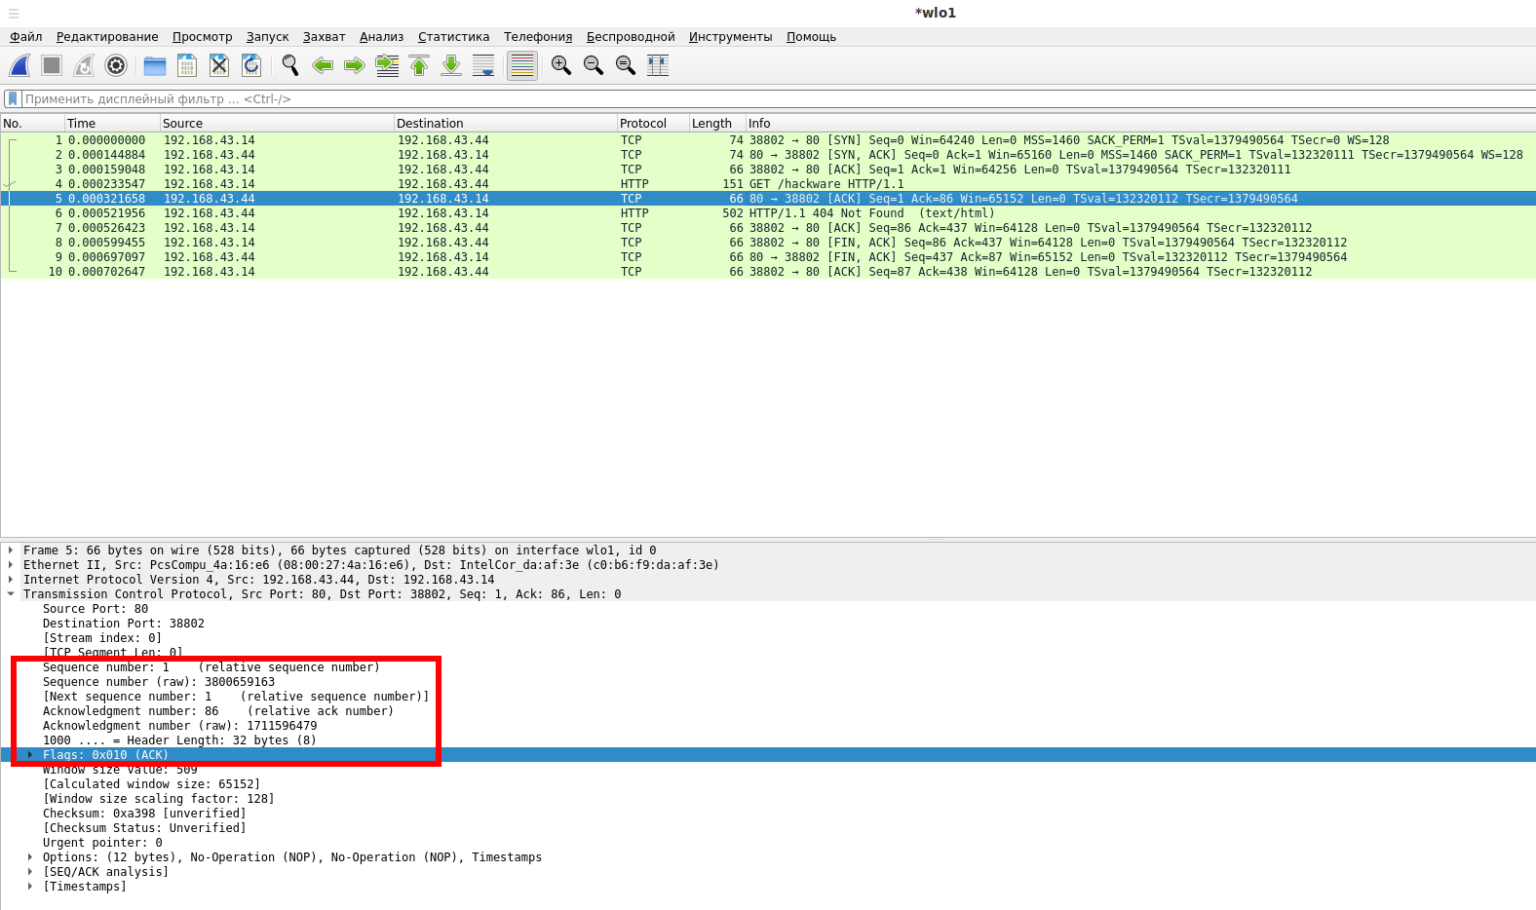 *wlo1
Файл Редактирование Просмотр Запуск Захват Анализ Статистика Телефония Беспроводной Инструменты Помощь
Применить дисплейный фильтр ... <Ctrl-/>
No. Time Source Destination Protocol Length Info
1 0.000000000 192.168.43.14 192.168.43.44 TCP 74 38802 → 80 [SYN] Seq=0 Win=64240 Len=0 MSS=1460 SACK_PERM=1 TSval=1379490564 TSecr=0 WS=128
2 0.000144884 192.168.43.44 192.168.43.14 TCP 74 80 → 38802 [SYN, ACK] Seq=0 Ack=1 Win=65160 Len=0 MSS=1460 SACK_PERM=1 TSval=132320111 TSecr=1379490564 WS=128
3 0.000159048 192.168.43.14 192.168.43.44 TCP 66 38802 → 80 [ACK] Seq=1 Ack=1 Win=64256 Len=0 TSval=1379490564 TSecr=132320111
4 0.000233547 192.168.43.14 192.168.43.44 HTTP 151 GET /hackware HTTP/1.1
5 0.000321658 192.168.43.44 192.168.43.14 TCP 66 80 → 38802 [ACK] Seq=1 Ack=86 Win=65152 Len=0 TSval=132320112 TSecr=1379490564
6 0.000521956 192.168.43.44 192.168.43.14 HTTP 502 HTTP/1.1 404 Not Found (text/html)
7 0.000526423 192.168.43.14 192.168.43.44 TCP 66 38802 → 80 [ACK] Seq=86 Ack=437 Win=64128 Len=0 TSval=1379490564 TSecr=132320112
8 0.000599455 192.168.43.14 192.168.43.44 TCP 66 38802 → 80 [FIN, ACK] Seq=86 Ack=437 Win=64128 Len=0 TSval=1379490564 TSecr=132320112
9 0.000697097 192.168.43.44 192.168.43.14 TCP 66 80 → 38802 [FIN, ACK] Seq=437 Ack=87 Win=65152 Len=0 TSval=132320112 TSecr=1379490564
10 0.000702647 192.168.43.14 192.168.43.44 TCP 66 38802 → 80 [ACK] Seq=87 Ack=438 Win=64128 Len=0 TSval=1379490564 TSecr=132320112
Frame 5: 66 bytes on wire (528 bits), 66 bytes captured (528 bits) on interface wlo1, id 0
Ethernet II, Src: PcsCompu_4a:16:e6 (08:00:27:4a:16:e6), Dst: IntelCor_da:af:3e (c0:b6:f9:da:af:3e)
Internet Protocol Version 4, Src: 192.168.43.44, Dst: 192.168.43.14
Transmission Control Protocol, Src Port: 80, Dst Port: 38802, Seq: 1, Ack: 86, Len: 0
Source Port: 80
Destination Port: 38802
[Stream index: 0]
[TCP Segment Len: 0]
Sequence number: 1 (relative sequence number)
Sequence number (raw): 3800659163
[Next sequence number: 1 (relative sequence number)]
Acknowledgment number: 86 (relative ack number)
Acknowledgment number (raw): 1711596479
1000 .... = Header Length: 32 bytes (8)
Flags: 0x010 (ACK)
Window size value: 509
[Calculated window size: 65152]
[Window size scaling factor: 128]
Checksum: 0xa398 [unverified]
[Checksum Status: Unverified]
Urgent pointer: 0
Options: (12 bytes), No-Operation (NOP), No-Operation (NOP), Timestamps
[SEQ/ACK analysis]
[Timestamps]